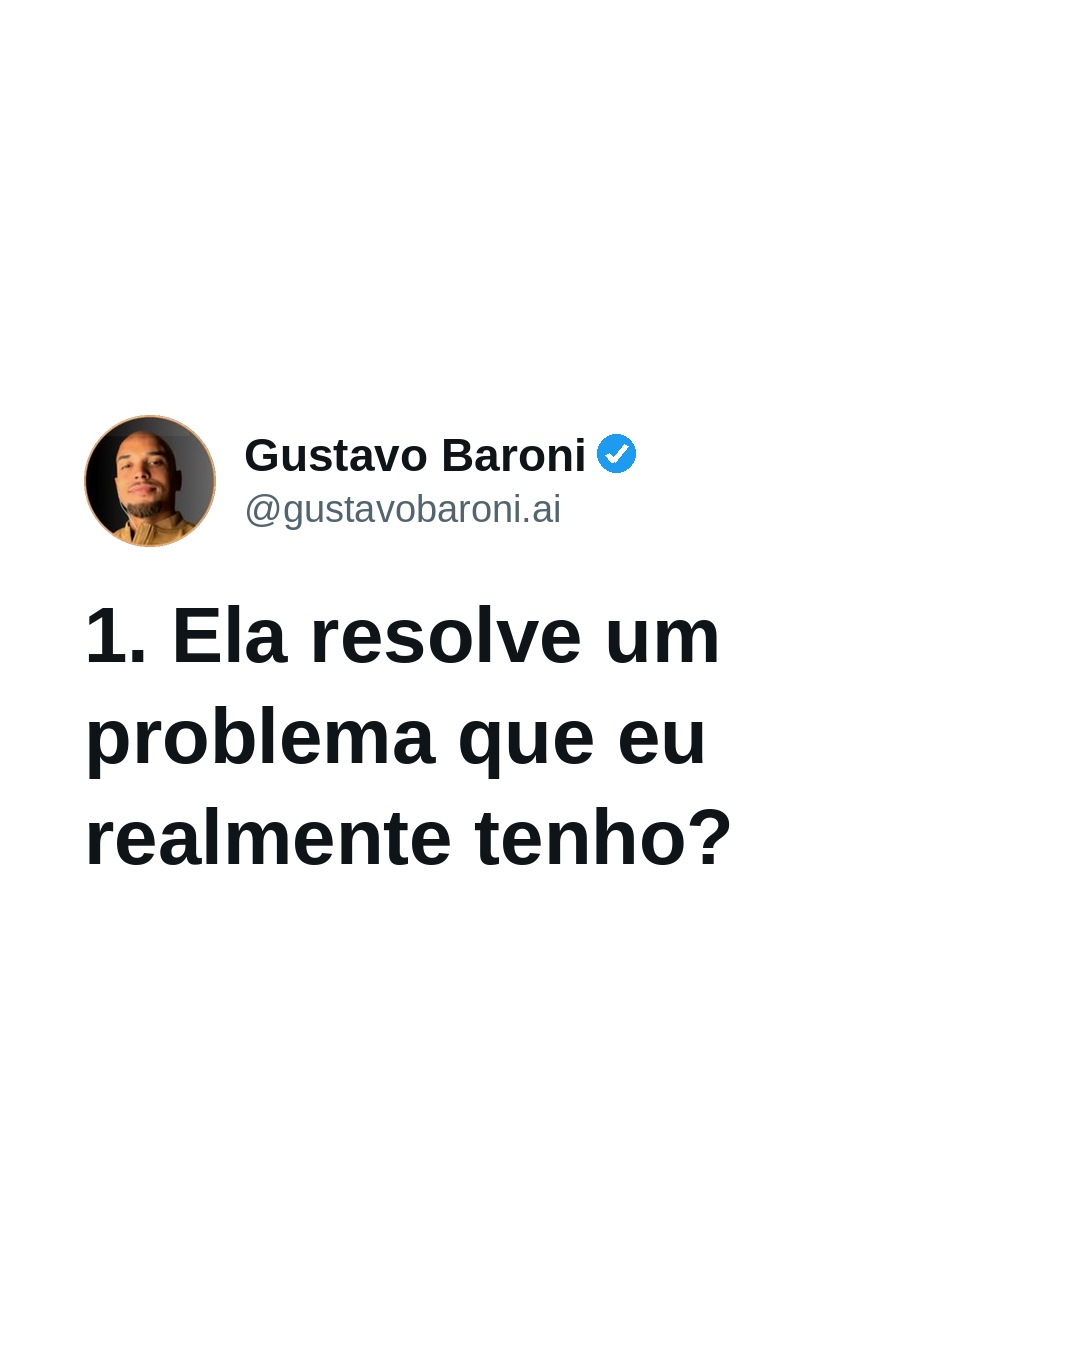 Gustavo Baroni
@gustavobaroni.ai
1. Ela resolve um
problema que eu
realmente tenho?